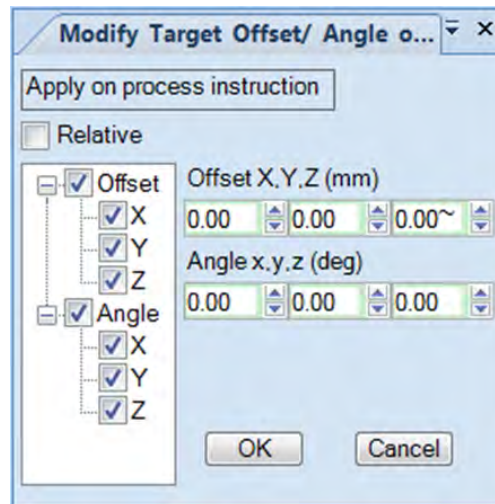 Modify Target Offset/ Angle o...
Apply on process instruction
Relative
Offset
X
Y
Z
Angle
X
Y
Z
Offset X,Y,Z (mm)
0.00 0.00 0.00~
Angle x,y,z (deg)
0.00 0.00 0.00
OK Cancel